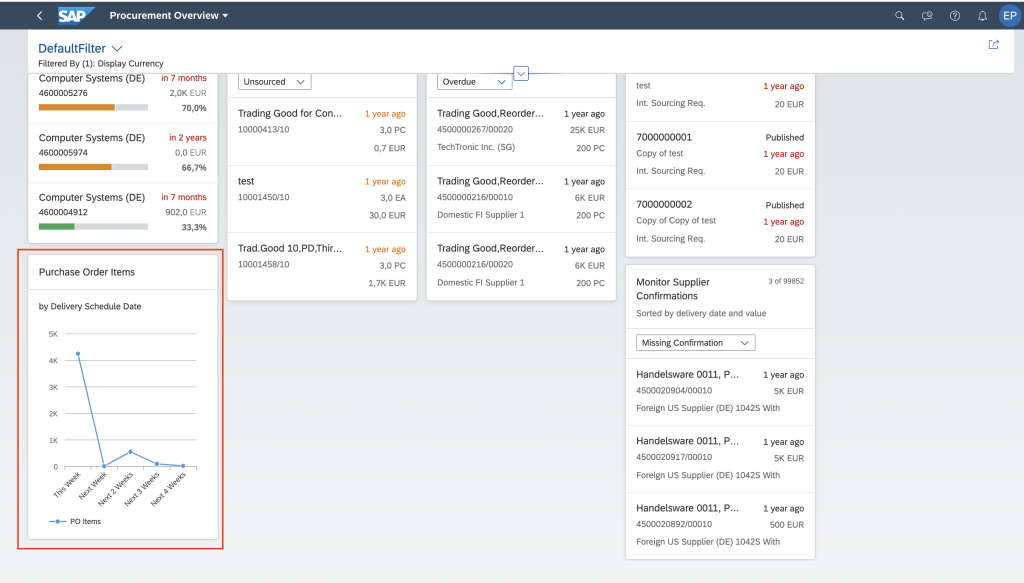 SAP
Procurement Overview
EP
DefaultFilter
Filtered By (1): Display Currency
Computer Systems (DE) in 7 months
4600005276 2,0K EUR
70,0%
Computer Systems (DE) in 2 years
4600005974 0,0 EUR
66,7%
Computer Systems (DE) in 7 months
4600004912 902,0 EUR
33,3%
Purchase Order Items
by Delivery Schedule Date
5K
4K
3K
2K
1K
0
This Week
Next Week
Next 2 Weeks
Next 3 Weeks
Next 4 Weeks
PO Items
Unsourced
Trading Good for Con... 1 year ago
10000413/10 3,0 PC
0,7 EUR
test 1 year ago
10001450/10 3,0 EA
30,0 EUR
Trad.Good 10,PD,Thir... 1 year ago
10001458/10 3,0 PC
1,7K EUR
Overdue
Trading Good,Reorder... 1 year ago
4500000267/00020 25K EUR
TechTronic Inc. (SG) 200 PC
Trading Good,Reorder... 1 year ago
4500000216/00010 6K EUR
Domestic FI Supplier 1 200 PC
Trading Good,Reorder... 1 year ago
4500000216/00020 6K EUR
Domestic FI Supplier 1 200 PC
test 1 year ago
Int. Sourcing Req. 20 EUR
7000000001 Published
Copy of test 1 year ago
Int. Sourcing Req. 20 EUR
7000000002 Published
Copy of Copy of test 1 year ago
Int. Sourcing Req. 20 EUR
Monitor Supplier 3 of 99852
Confirmations
Sorted by delivery date and value
Missing Confirmation
Handelsware 0011, P... 1 year ago
4500020904/00010 5K EUR
Foreign US Supplier (DE) 1042S With
Handelsware 0011, P... 1 year ago
4500020917/00010 5K EUR
Foreign US Supplier (DE) 1042S With
Handelsware 0011, P... 1 year ago
4500020892/00010 500 EUR
Foreign US Supplier (DE) 1042S With